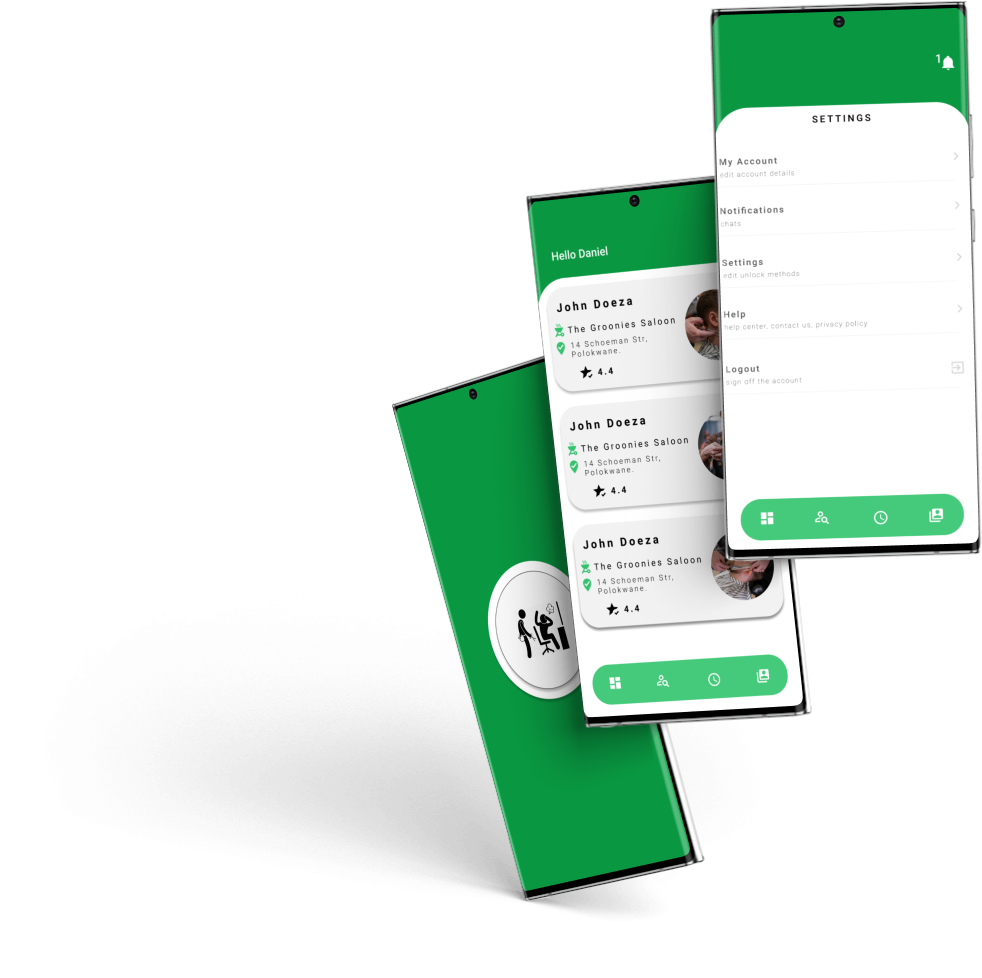 1
SETTINGS
My Account
edit account details
Notifications
chats
Settings
edit unlock methods
Help
help center, contact us, privacy policy
Logout
sign off the account
Hello Daniel
John Doeza
The Groonies Saloon
14 Schoeman Str,
Polokwane.
4.4
John Doeza
The Groonies Saloon
14 Schoeman Str,
Polokwane.
4.4
John Doeza
The Groonies Saloon
14 Schoeman Str,
Polokwane.
4.4